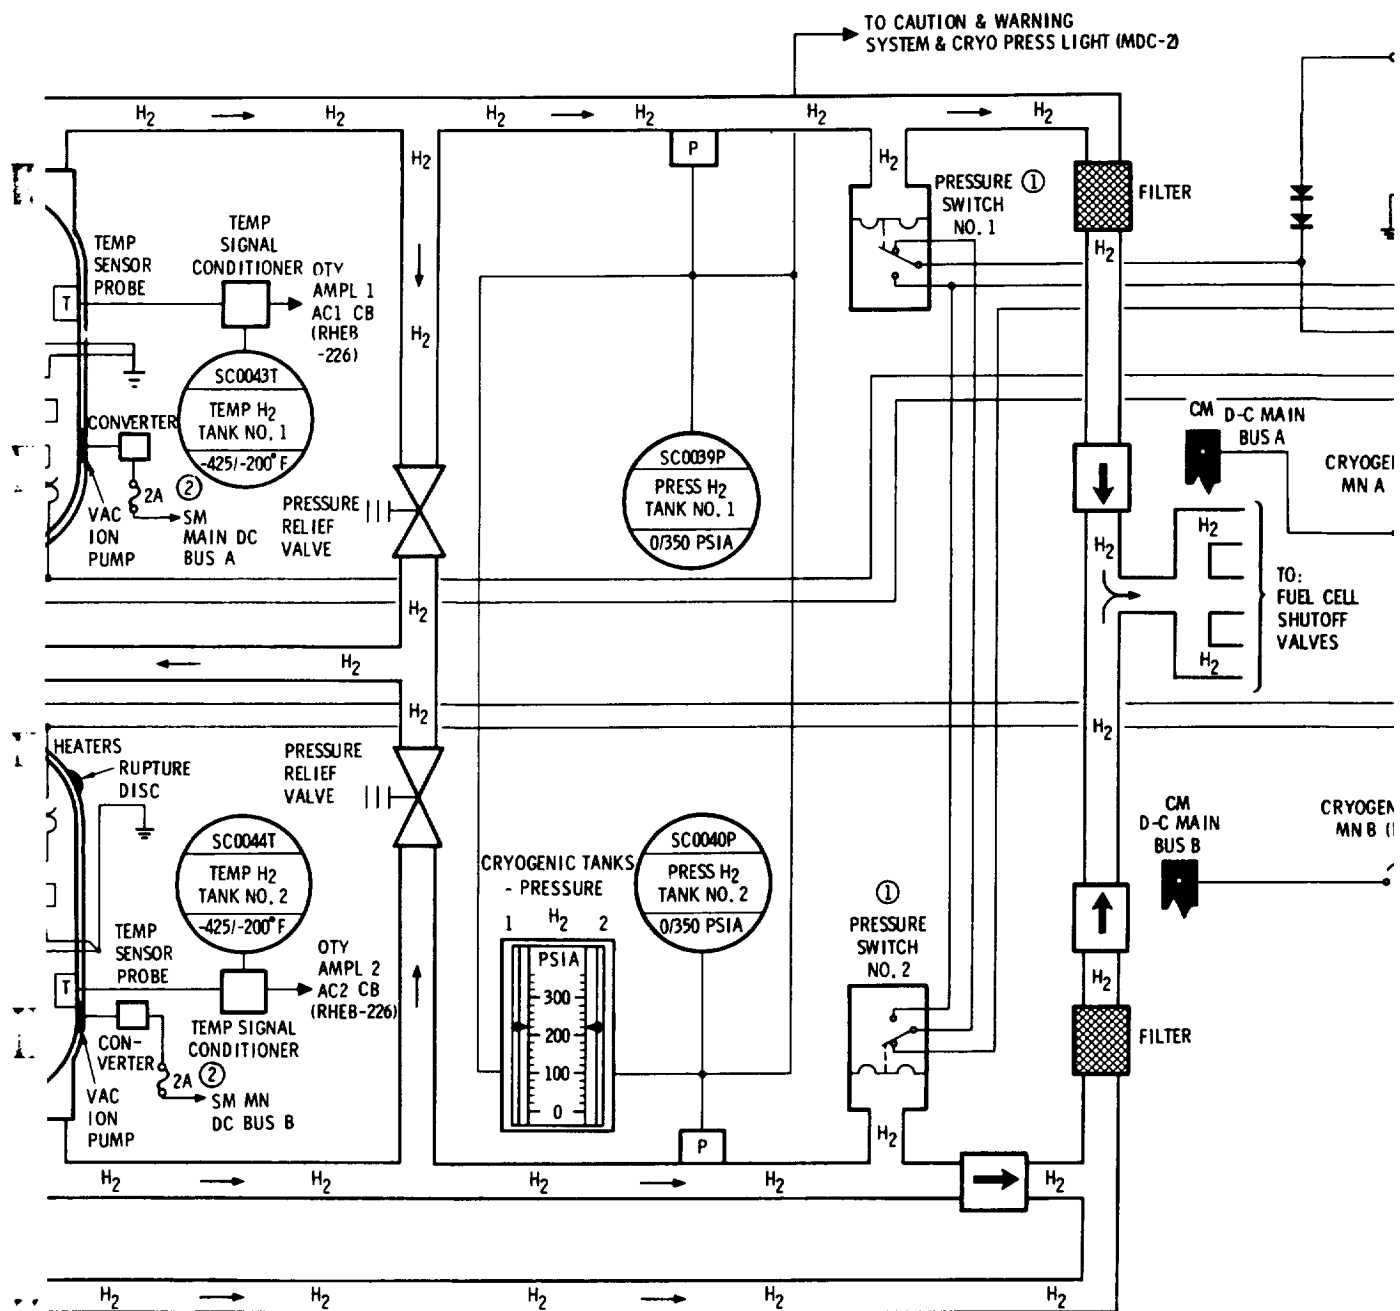 TO CAUTION & WARNING
SYSTEM & CRYO PRESS LIGHT (MDC-2)
H2 H2 H2 H2 H2 H2
H2
P
H2
PRESSURE 1
SWITCH
NO. 1
FILTER
H2
TEMP
SENSOR
PROBE
T
TEMP
SIGNAL
CONDITIONER
QTY
AMPL 1
AC1 CB
(RHEB
-226)
H2
SC0043T
TEMP H2
TANK NO. 1
-425/-200° F
CONVERTER
2A 2
SM
MAIN DC
BUS A
VAC
ION
PUMP
PRESSURE
RELIEF
VALVE
SC0039P
PRESS H2
TANK NO. 1
0/350 PSIA
CM D-C MAIN
BUS A
CRYOGEN
MN A
H2
H2
H2
TO:
FUEL CELL
SHUTOFF
VALVES
H2
H2
H2
H2
H2
HEATERS
RUPTURE
DISC
PRESSURE
RELIEF
VALVE
SC0044T
TEMP H2
TANK NO. 2
-425/-200° F
CRYOGENIC TANKS
- PRESSURE
1 H2 2
PSIA
300
200
100
0
SC0040P
PRESS H2
TANK NO. 2
0/350 PSIA
1
PRESSURE
SWITCH
NO. 2
CM
D-C MAIN
BUS B
CRYOGEN
MN B (
TEMP
SENSOR
PROBE
T
QTY
AMPL 2
AC2 CB
(RHEB-226)
TEMP SIGNAL
CONDITIONER
CON-
VERTER
2A 2
SM MN
DC BUS B
VAC
ION
PUMP
H2
FILTER
P
H2
H2 H2 H2 H2 H2
H2 H2 H2 H2 H2